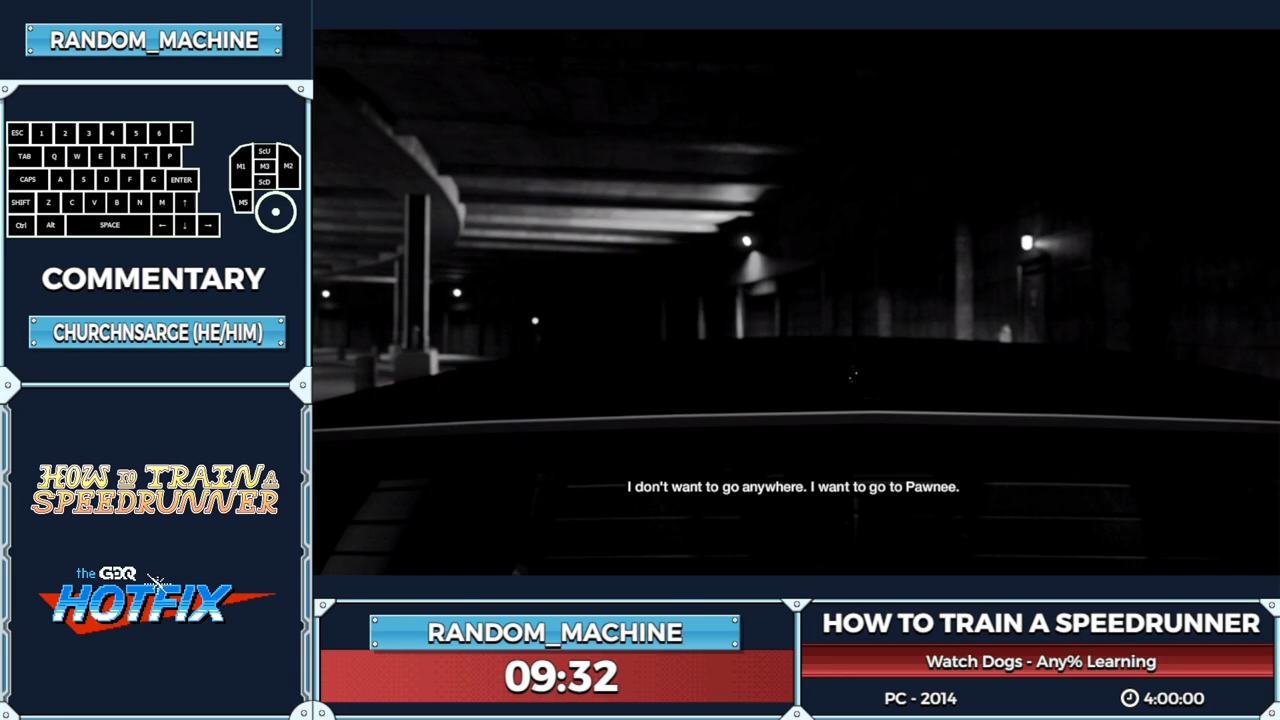 RANDOM_MACHINE
ESC 1 2 3 4 5 6 '
TAB Q W E R T P
CAPS A S D F G ENTER
SHIFT Z C V B N M ↑
Ctrl Alt SPACE ← ↓ →
ScU
M1 M3 M2
ScD
M5
COMMENTARY
CHURCHNSARGE (HE/HIM)
HOW TO TRAIN A
SPEEDRUNNER
the GDQ
HOTFIX
I don't want to go anywhere. I want to go to Pawnee.
RANDOM_MACHINE
09:32
HOW TO TRAIN A SPEEDRUNNER
Watch Dogs - Any% Learning
PC - 2014
4:00:00